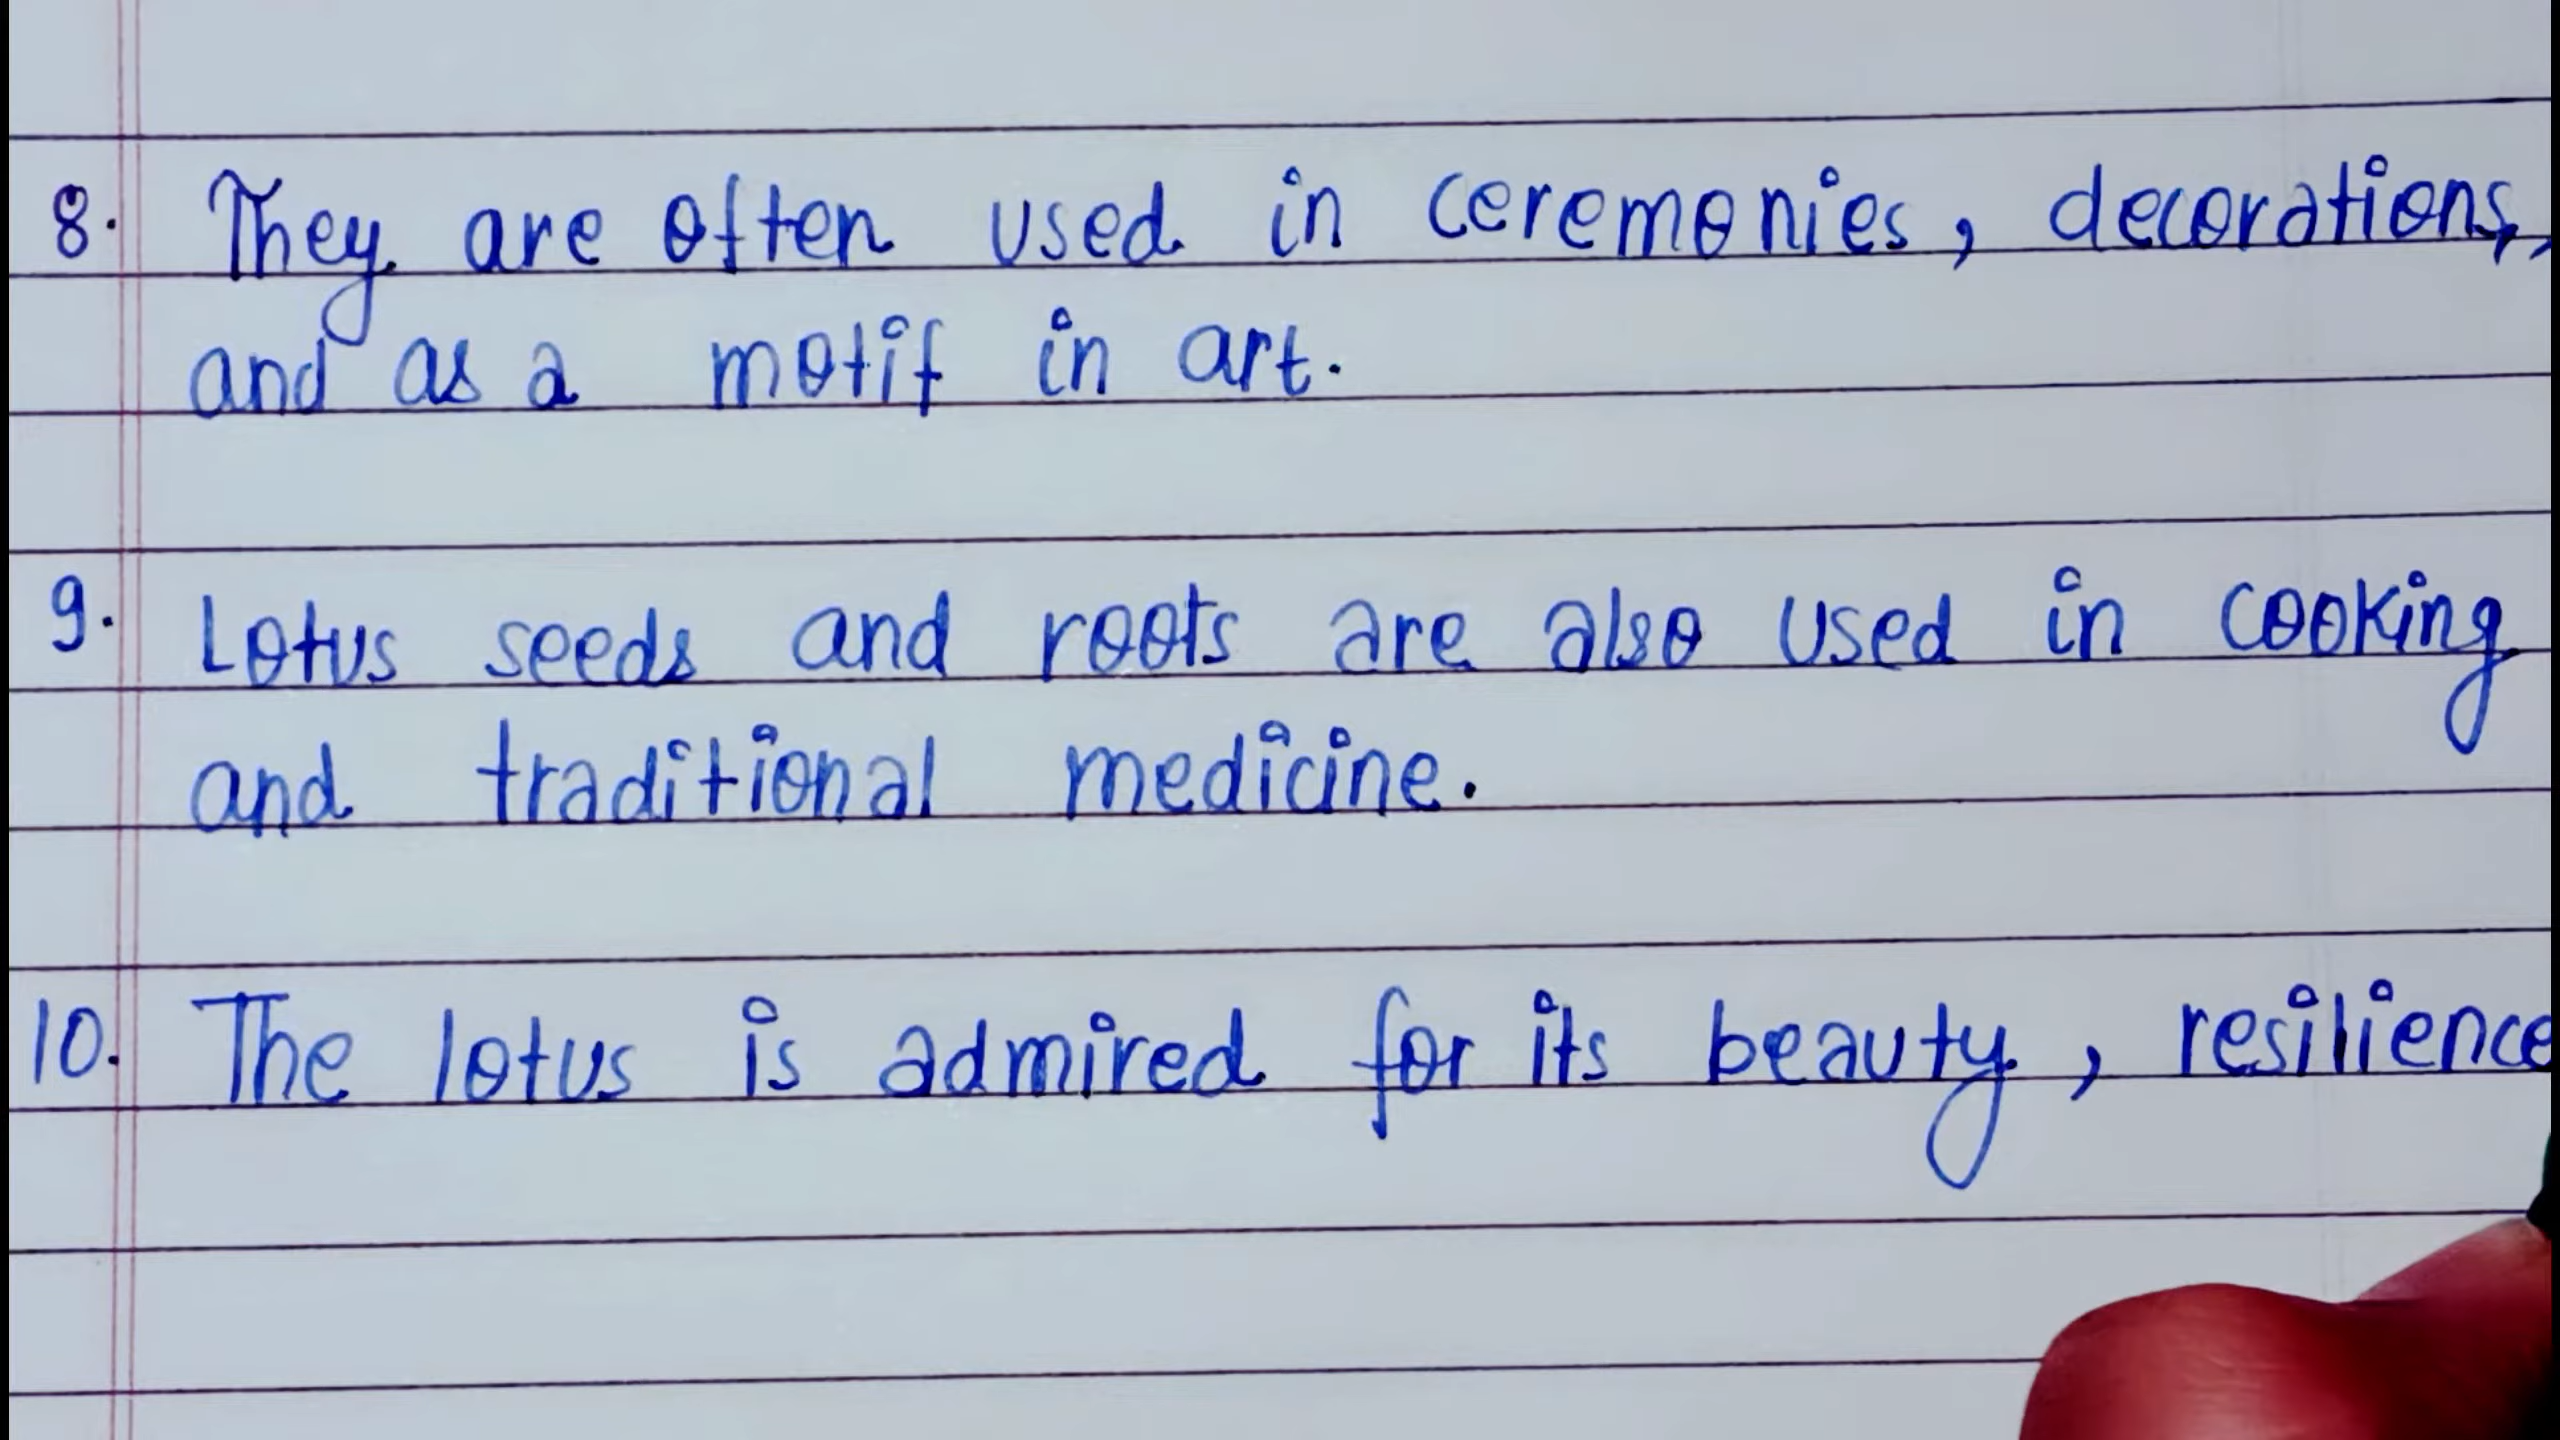 8. They are often used in ceremonies, decorations,
and as a motif in art.
9. Lotus seeds and roots are also used in cooking
and traditional medicine.
10. The lotus is admired for its beauty, resilience